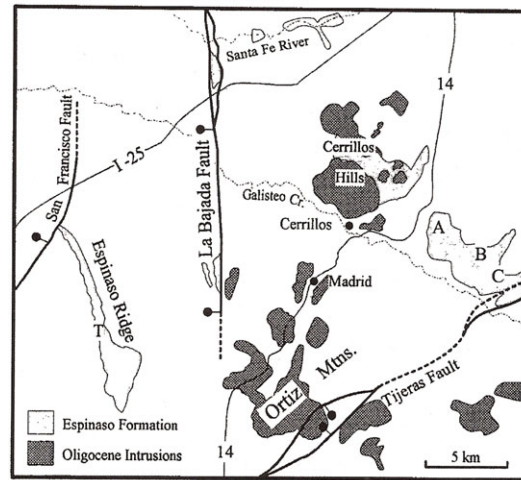 Santa Fe River
14
San Francisco Fault
I-25
La Bajada Fault
Cerrillos
Hills
Galisteo Cr.
Cerrillos
A
B
C
Espinaso Ridge
T
Madrid
Ortiz Mtns.
Tijeras Fault
Espinaso Formation
Oligocene Intrusions
14
5 km